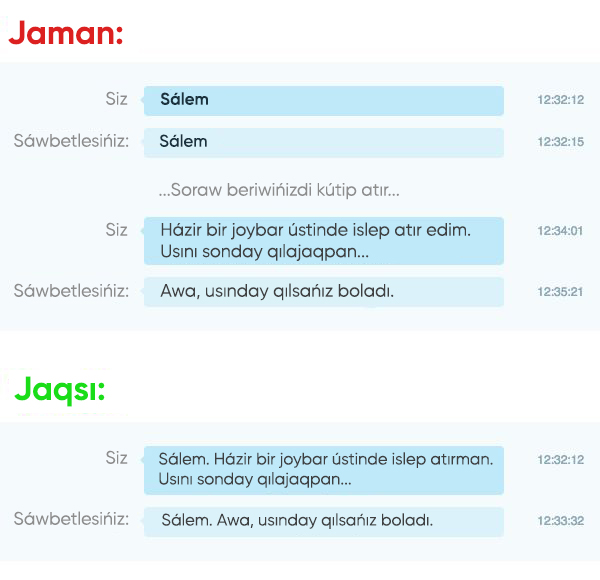 Jaman:
Siz Sálem 12:32:12
Sáwbetlesińiz: Sálem 12:32:15
...Soraw beriwińizdi kútip atır...
Siz Házir bir joybar ústinde islep atır edim. 12:34:01
Usını sonday qılajaqpan...
Sáwbetlesińiz: Awa, usınday qılsańız boladı. 12:35:21
Jaqsı:
Siz Sálem. Házir bir joybar ústinde islep atırman. 12:32:12
Usını sonday qılajaqpan...
Sáwbetlesińiz: Sálem. Awa, usınday qılsańız boladı. 12:33:32